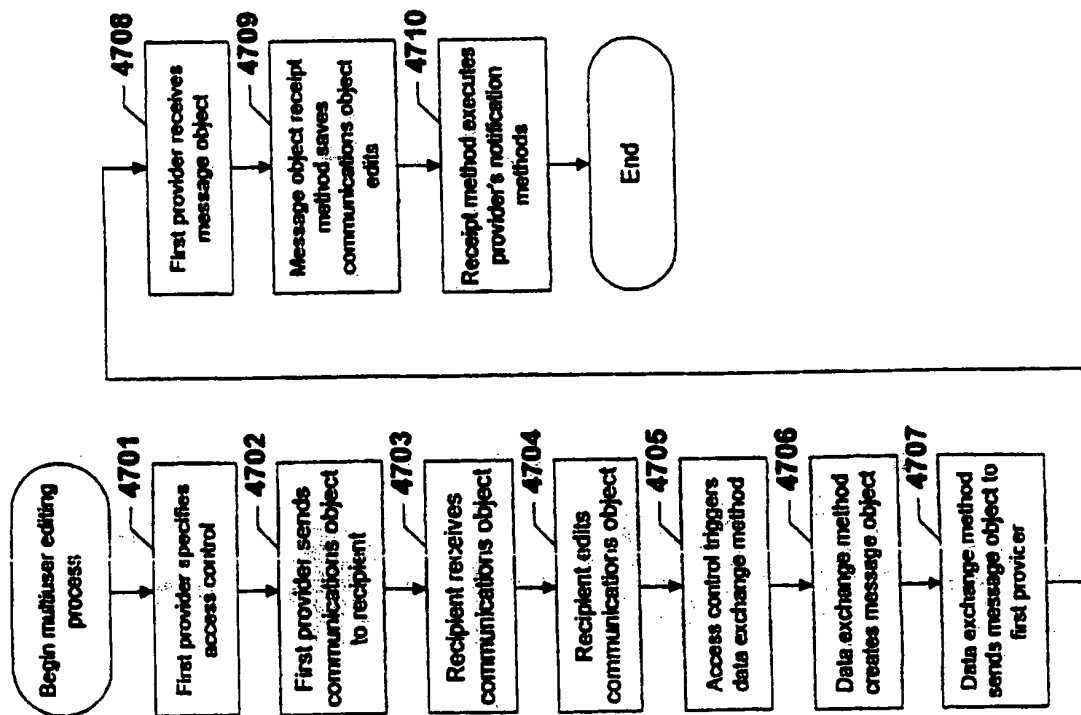 Begin multiuser editing
process
4701
First provider specifies
access control
4702
First provider sends
communications object
to recipient
4703
Recipient receives
communications object
4704
Recipient edits
communications object
4705
Access control triggers
data exchange method
4706
Data exchange method
creates message object
4707
Data exchange method
sends message object to
first provicer
4708
First provider receives
message object
4709
Message object receipt
method saves
communications object
edits
4710
Receipt method executes
provider's notification
methods
End